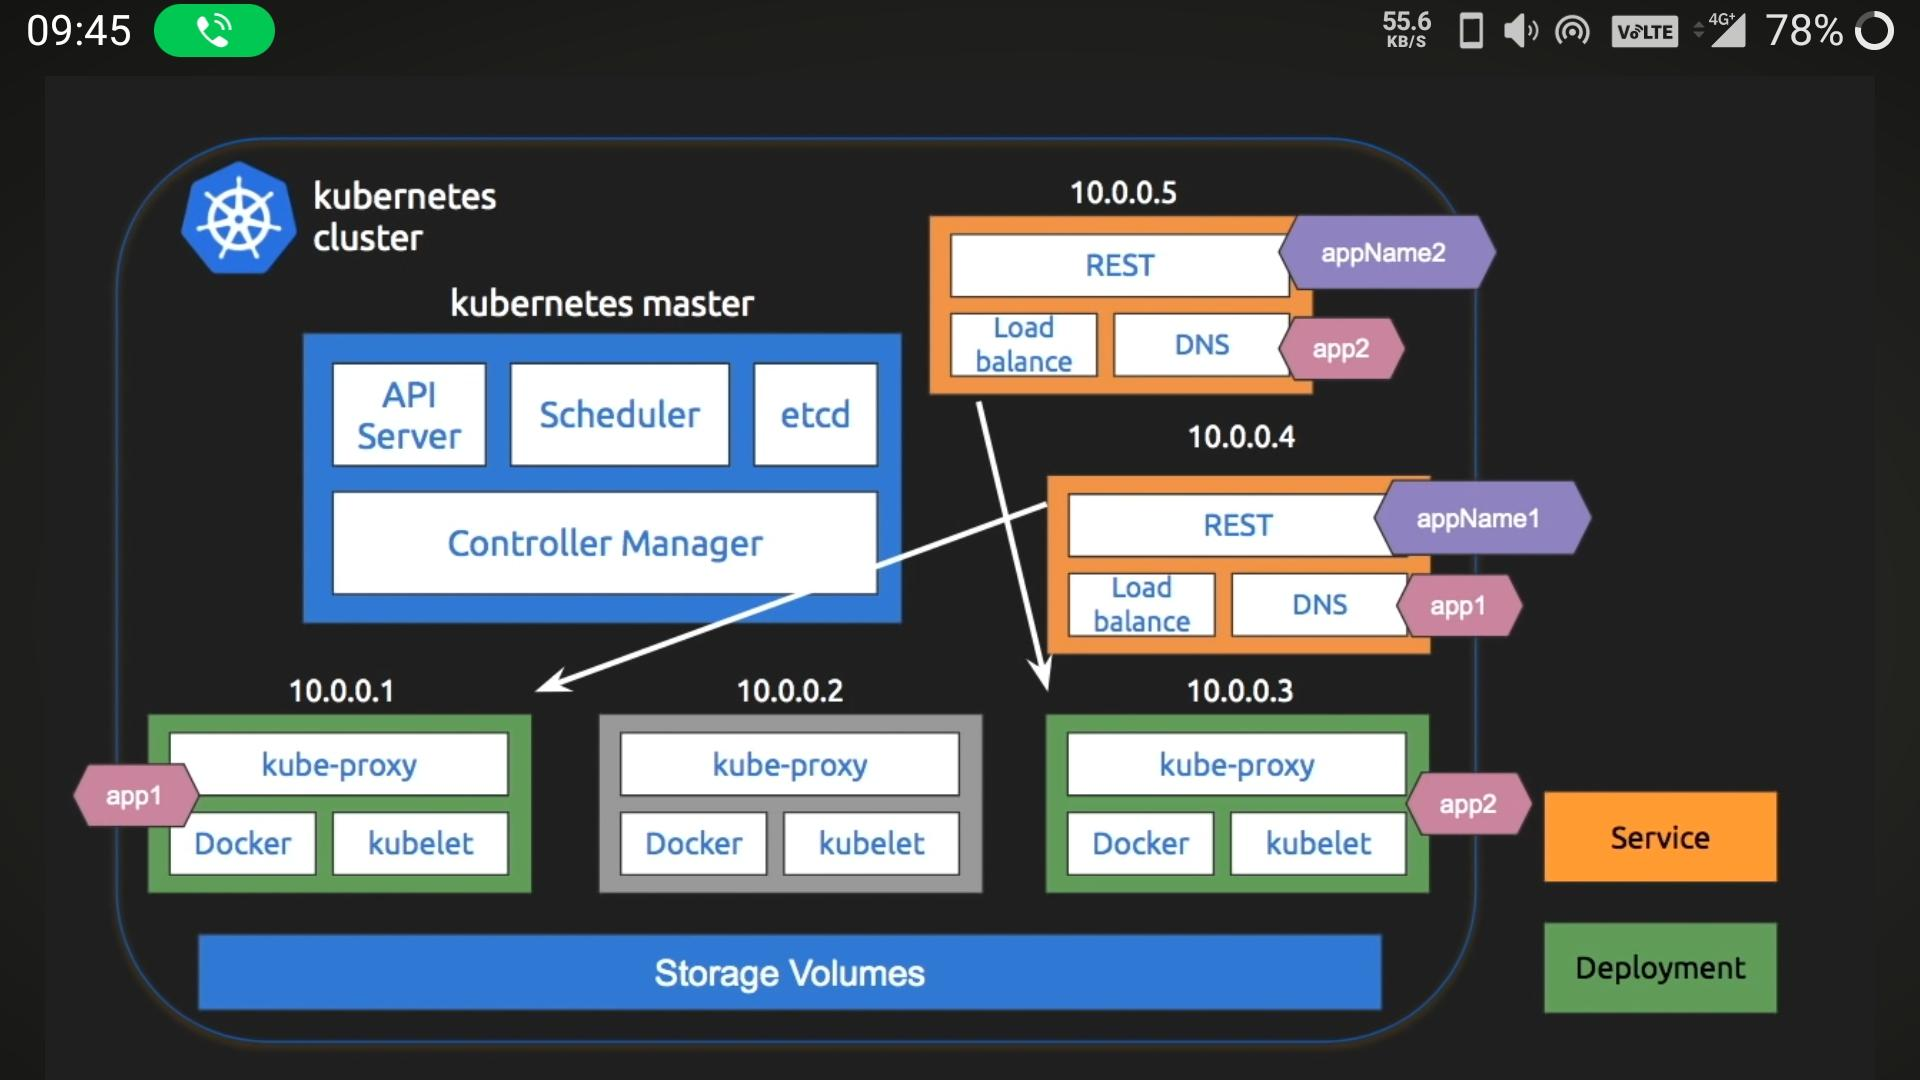 09:45
55.6
KB/S
VoLTE
4G+
78%
kubernetes
cluster
kubernetes master
API
Server
Scheduler
etcd
Controller Manager
10.0.0.5
REST
appName2
Load
balance
DNS
app2
10.0.0.4
REST
appName1
Load
balance
DNS
app1
10.0.0.1
kube-proxy
app1
Docker
kubelet
10.0.0.2
kube-proxy
Docker
kubelet
10.0.0.3
kube-proxy
app2
Docker
kubelet
Service
Deployment
Storage Volumes